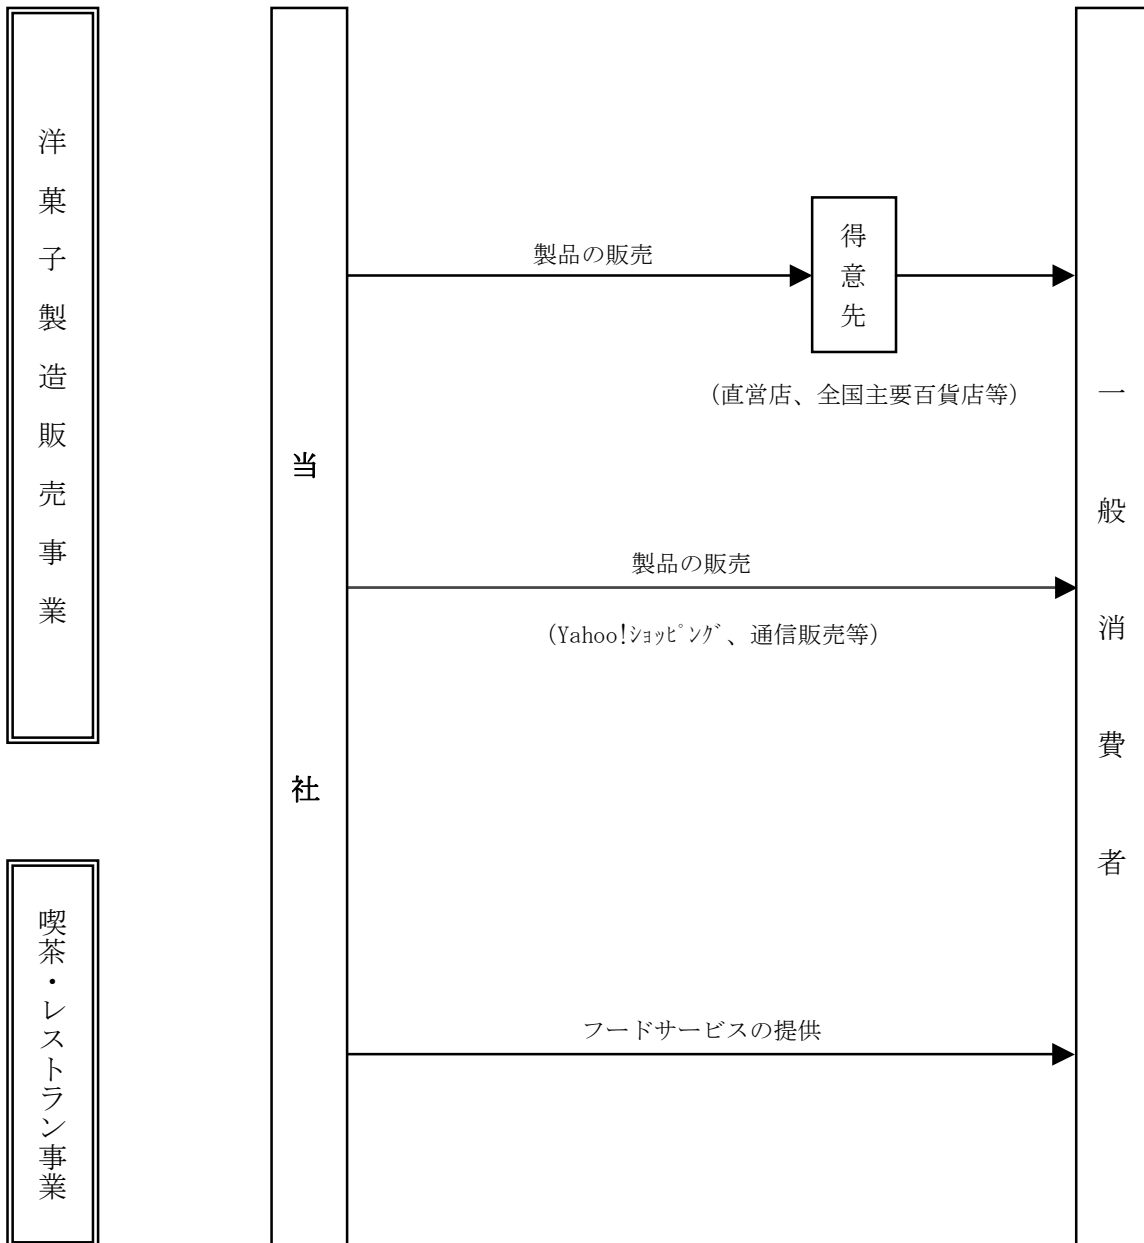 洋菓子製造販売事業
当社
製品の販売
得意先
(直営店、全国主要百貨店等)
製品の販売
(Yahoo!ｼｮｯﾋﾟﾝｸﾞ、通信販売等)
一般消費者
喫茶・レストラン事業
フードサービスの提供